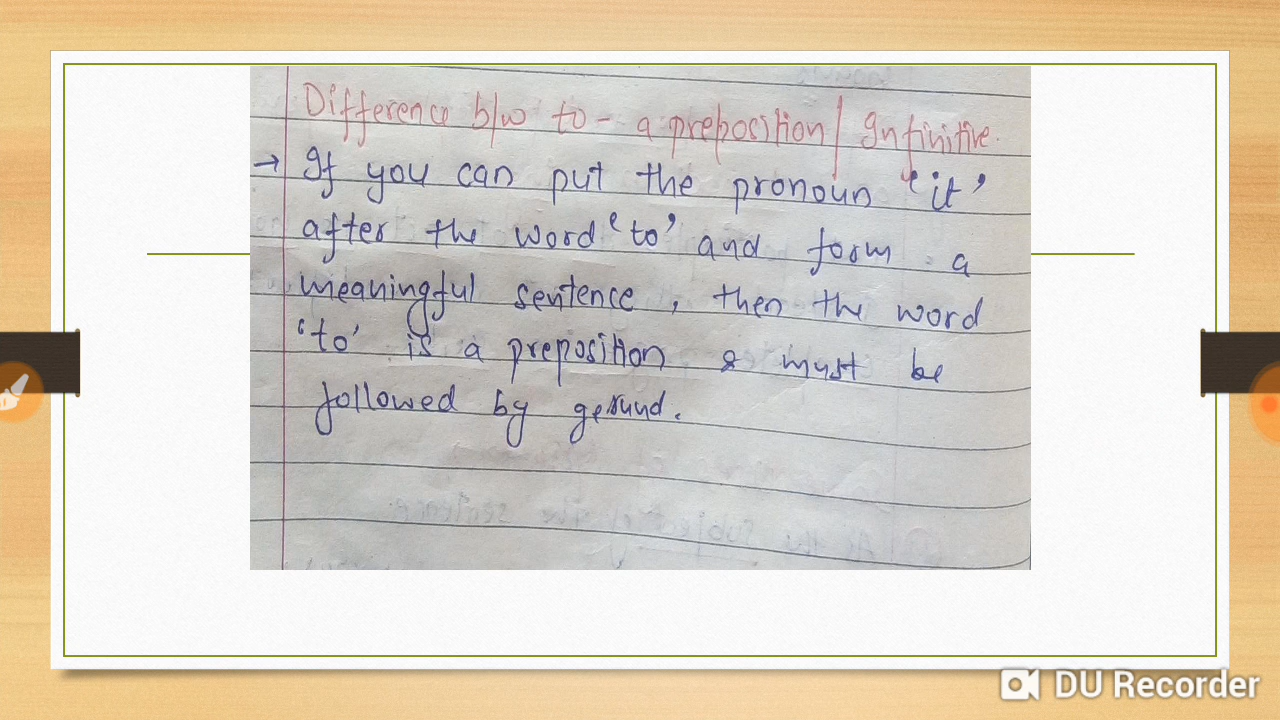 Difference b/w to - a preposition / Infinitive.
→ If you can put the pronoun 'it'
after the word 'to' and form a
meaningful sentence, then the word
'to' is a preposition & must be
followed by gerund.
DU Recorder